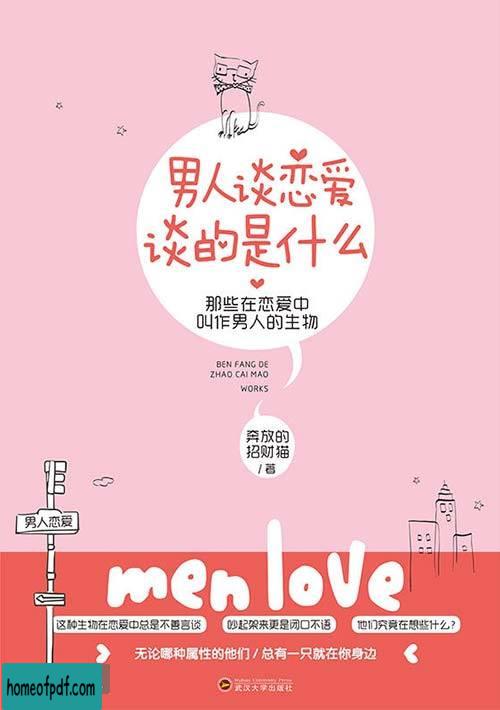 男人谈恋爱
谈的是什么
那些在恋爱中
叫作男人的生物
BEN FANG DE
ZHAO CAI MAO
WORKS
奔放的
招财猫
/ 著
男人恋爱
men love
这种生物在恋爱中总是不善言谈 吵起架来更是闭口不语 他们究竟在想些什么?
无论哪种属性的他们 / 总有一只就在你身边
Wuhan University Press
武汉大学出版社
homeofpdf.com